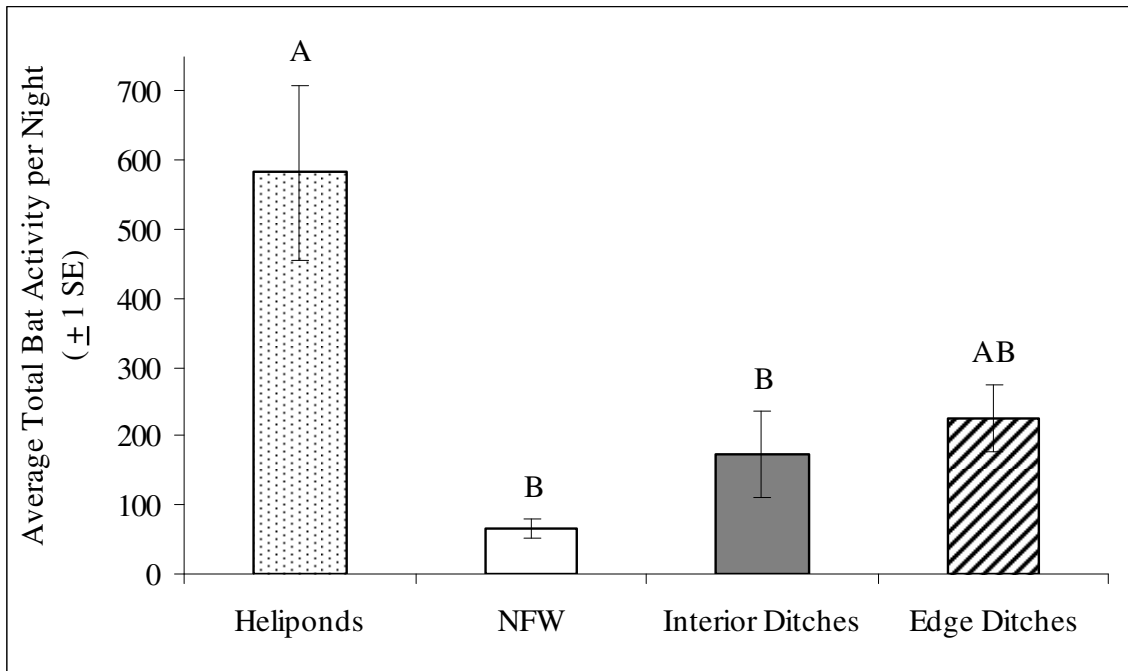 Average Total Bat Activity per Night
(± 1 SE)
700
600
500
400
300
200
100
0
A
B
B
AB
Heliponds
NFW
Interior Ditches
Edge Ditches